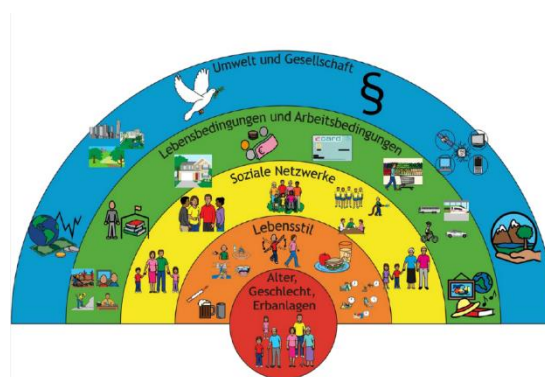 Umwelt und Gesellschaft
§
Lebensbedingungen und Arbeitsbedingungen
Soziale Netzwerke
Lebensstil
Alter,
Geschlecht,
Erbanlagen